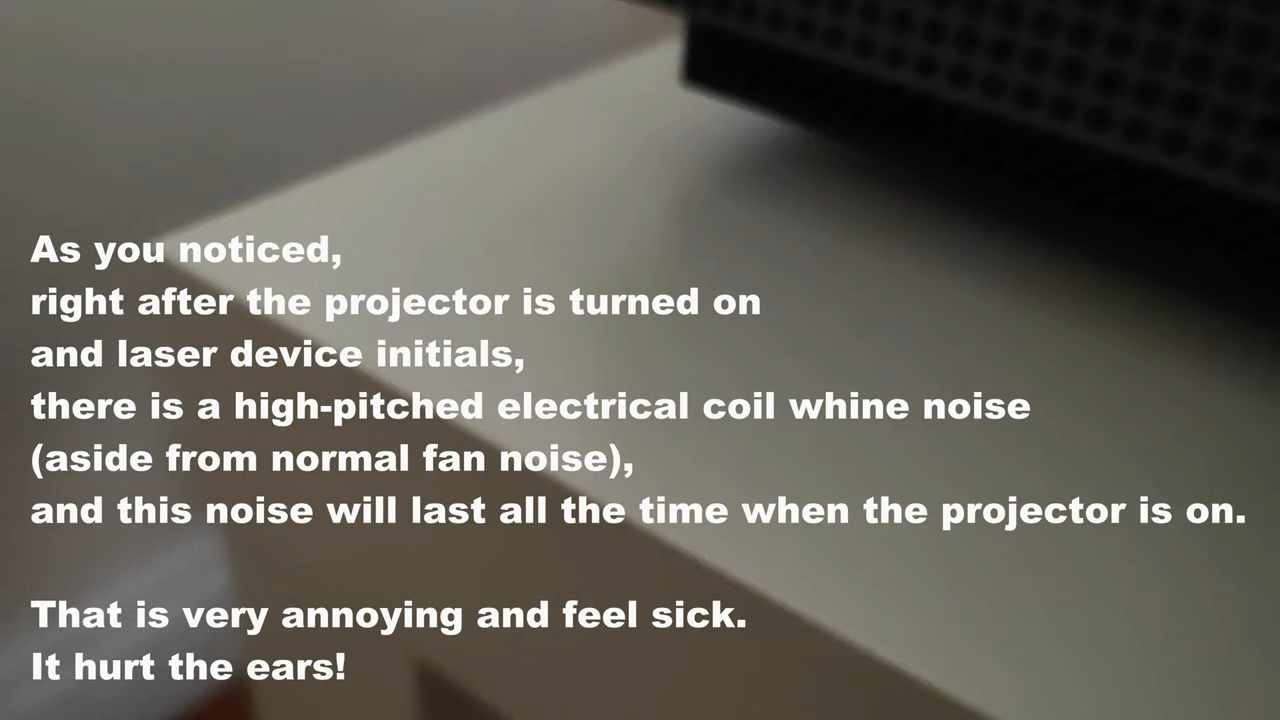 As you noticed,
right after the projector is turned on
and laser device initials,
there is a high-pitched electrical coil whine noise
(aside from normal fan noise),
and this noise will last all the time when the projector is on.
That is very annoying and feel sick.
It hurt the ears!